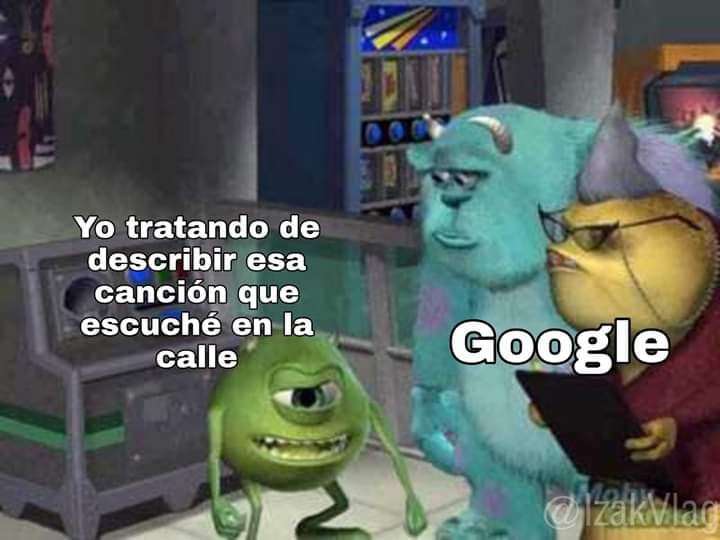 Yo tratando de
describir esa
canción que
escuché en la
calle
Google
@IzakVlag